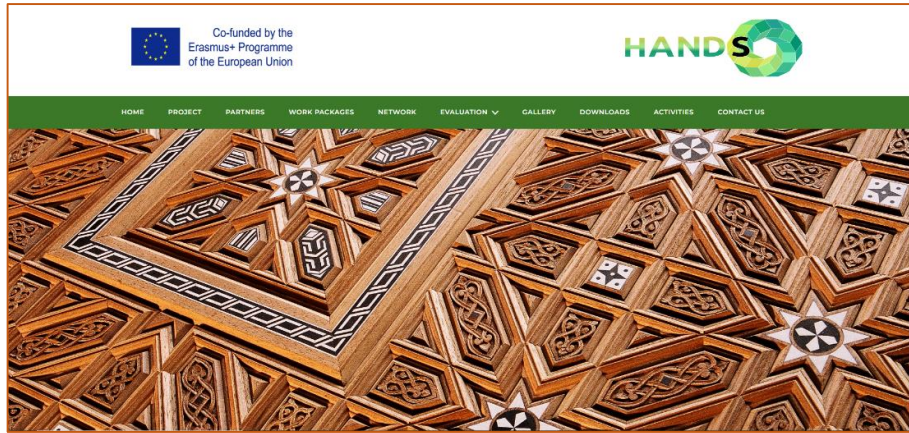 Co-funded by the
Erasmus+ Programme
of the European Union
HANDS
HOME PROJECT PARTNERS WORK PACKAGES NETWORK EVALUATION GALLERY DOWNLOADS ACTIVITIES CONTACT US